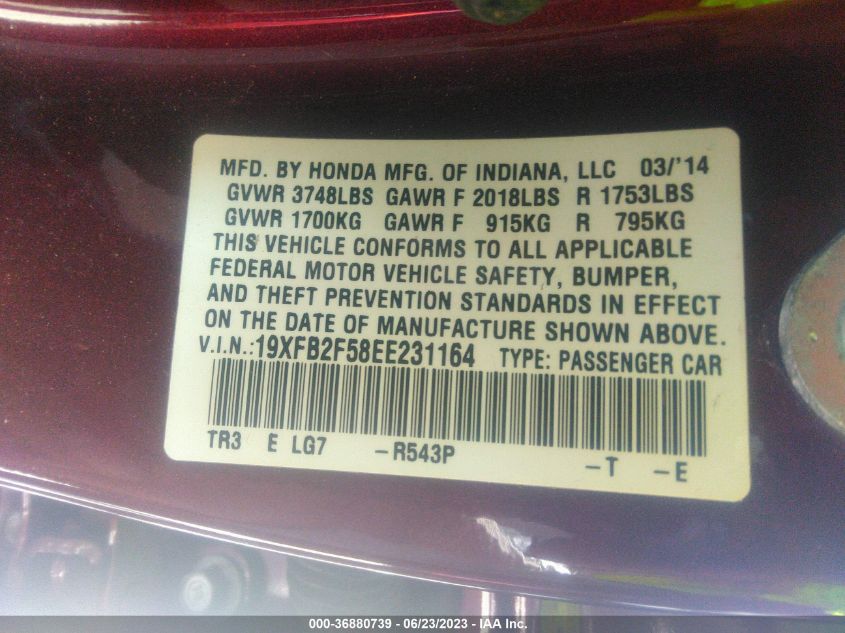 MFD. BY HONDA MFG. OF INDIANA, LLC 03/'14
GVWR 3748LBS GAWR F 2018LBS R 1753LBS
GVWR 1700KG GAWR F 915KG R 795KG
THIS VEHICLE CONFORMS TO ALL APPLICABLE
FEDERAL MOTOR VEHICLE SAFETY, BUMPER,
AND THEFT PREVENTION STANDARDS IN EFFECT
ON THE DATE OF MANUFACTURE SHOWN ABOVE.
V.I.N.:19XFB2F58EE231164 TYPE: PASSENGER CAR
TR3 E LG7 -R543P -T -E
000-36880739 - 06/23/2023 - IAA Inc.